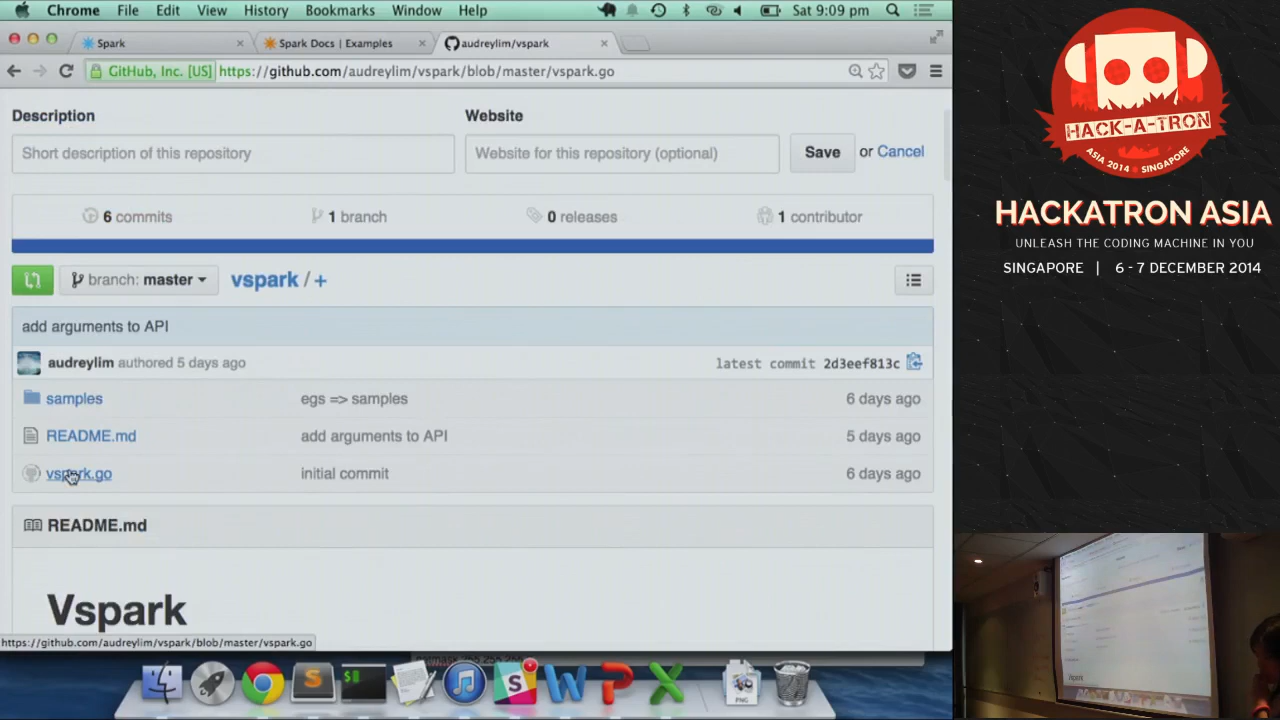 Chrome File Edit View History Bookmarks Window Help Sat 9:09 pm
Spark Spark Docs | Examples audreylim/vspark
GitHub, Inc. [US] https://github.com/audreylim/vspark/blob/master/vspark.go
Description Website
Short description of this repository Website for this repository (optional) Save or Cancel
6 commits 1 branch 0 releases 1 contributor
branch: master vspark / +
add arguments to API
audreylim authored 5 days ago latest commit 2d3eef813c
samples egs => samples 6 days ago
README.md add arguments to API 5 days ago
vspark.go initial commit 6 days ago
README.md
Vspark
https://github.com/audreylim/vspark/blob/master/vspark.go
PNG
HACK-A-TRON
ASIA 2014 SINGAPORE
HACKATRON ASIA
UNLEASH THE CODING MACHINE IN YOU
SINGAPORE | 6 - 7 DECEMBER 2014